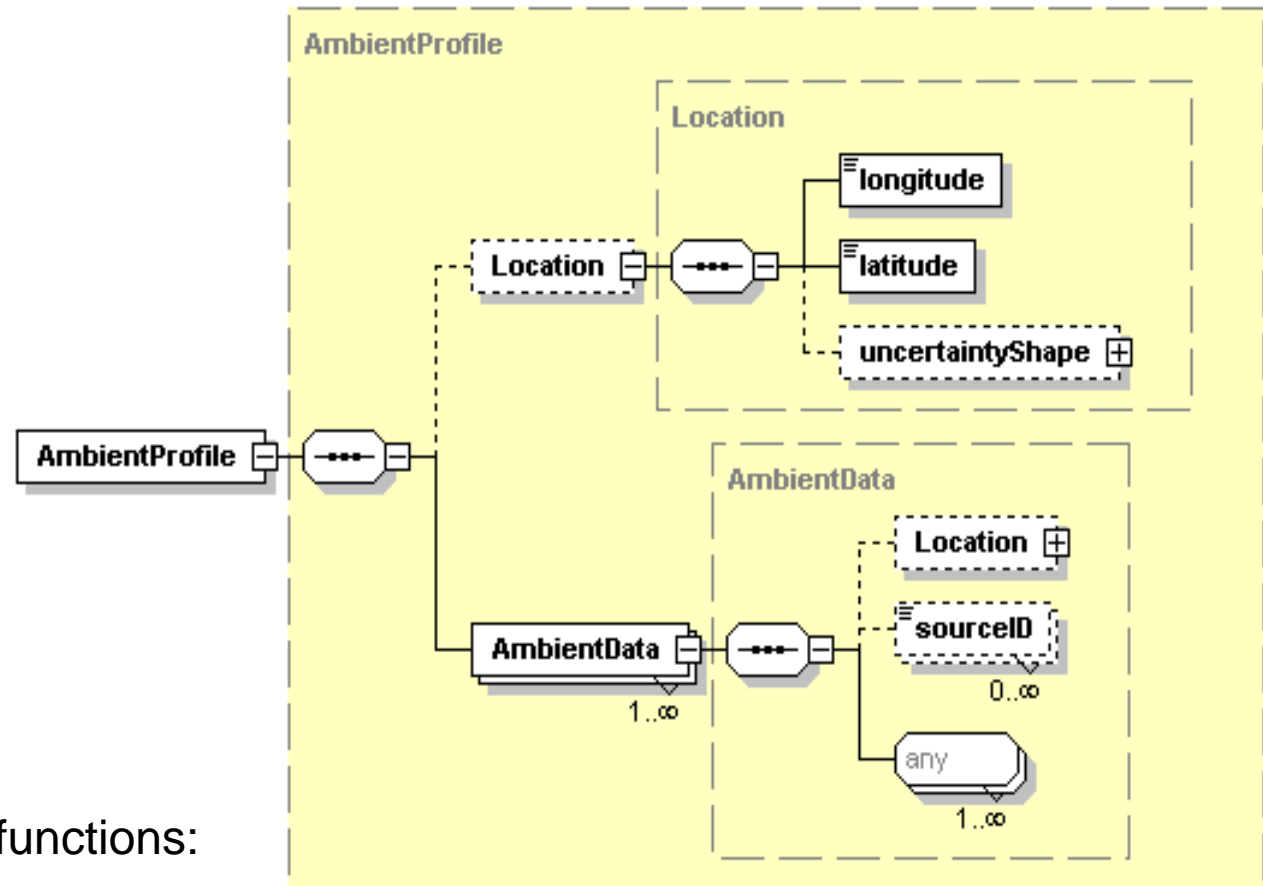 AmbientProfile
Location
longitude
Location
latitude
uncertaintyShape
AmbientProfile
AmbientData
Location
sourceID
AmbientData
0..∞
1..∞
any
1..∞
functions: